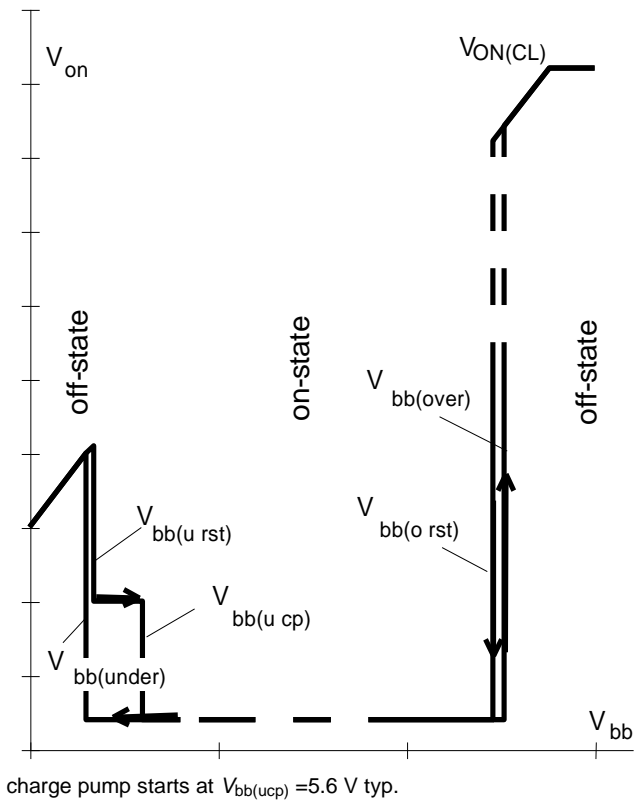 V_on
V_ON(CL)
off-state
on-state
off-state
V_bb(over)
V_bb(u rst)
V_bb(o rst)
V_bb(u cp)
V_bb(under)
V_bb
charge pump starts at V_bb(ucp) =5.6 V typ.